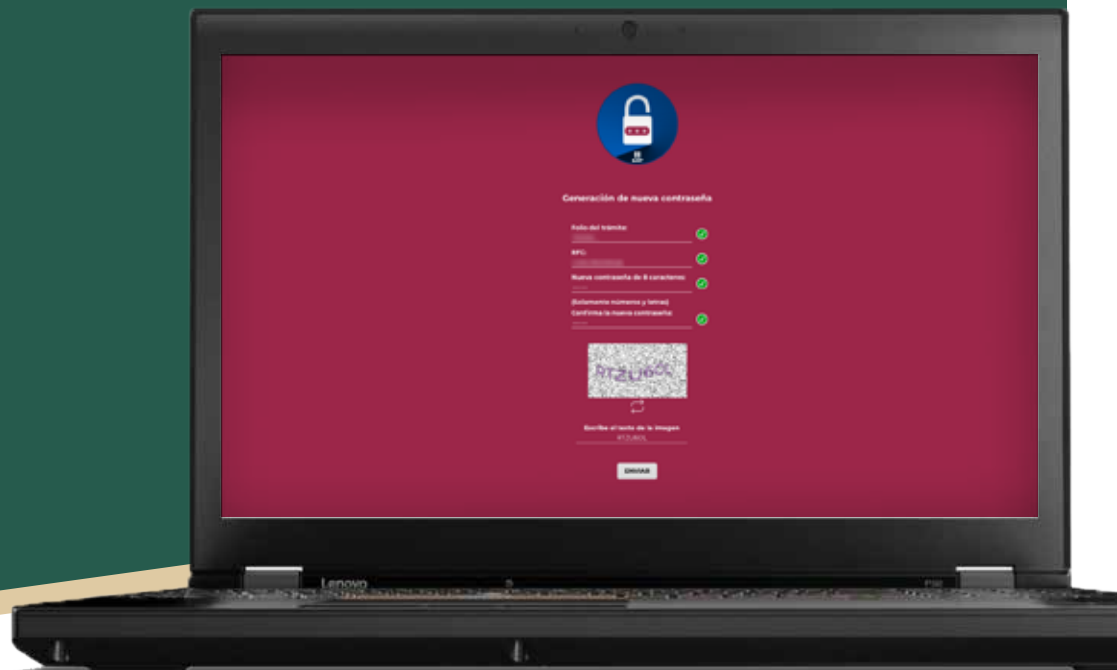 SAT
Generación de nueva contraseña
Folio del trámite:
RFC:
Nueva contraseña de 8 caracteres:
(Solamente números y letras)
Confirma la nueva contraseña:
Escribe el texto de la imagen
ENVIAR
Lenovo